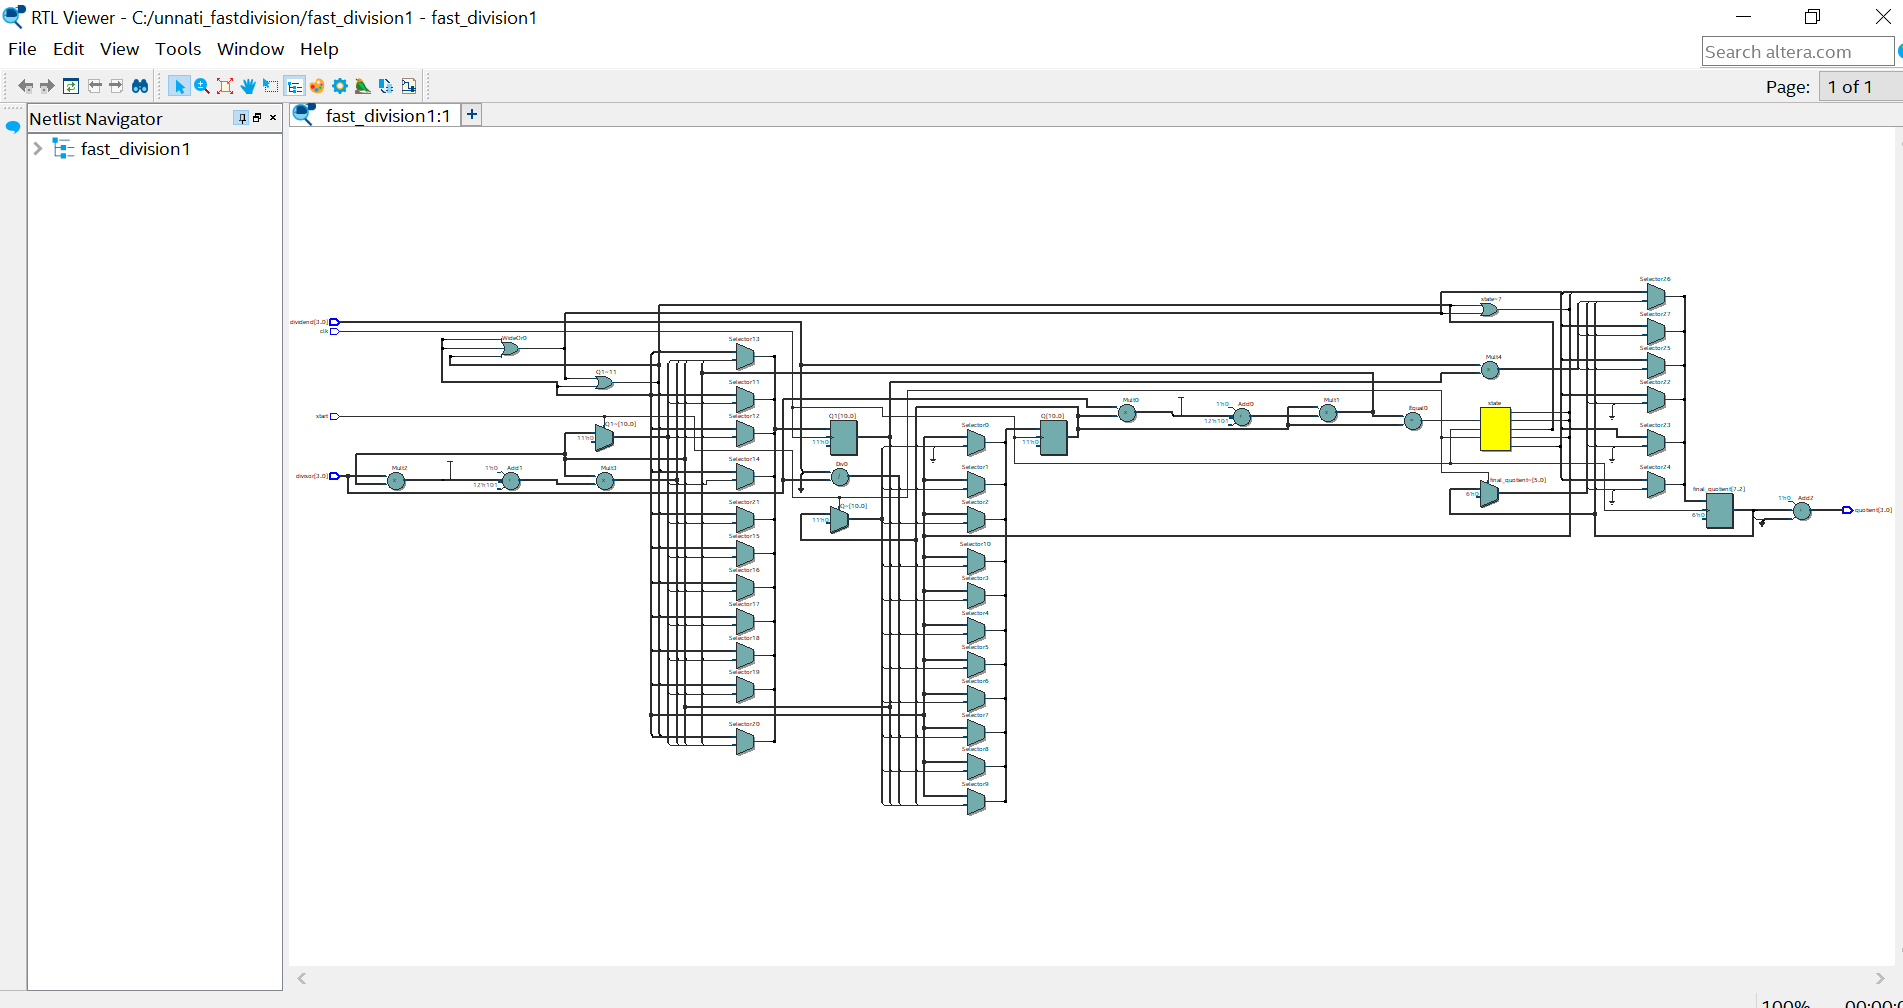 RTL Viewer - C:/unnati_fastdivision/fast_division1 - fast_division1
File Edit View Tools Window Help
Search altera.com
Page: 1 of 1
Netlist Navigator
fast_division1:1
fast_division1
Selector26
state~7
Selector27
dividend[3..0]
clk
WideOr0
Selector13
Selector25
Mult4
Q1~11
Selector11
Selector22
Mult0
1'h0 Add0
12'h101
Mult1
Equal0
state
start
Q1~[10..0]
11'h0
Selector12
Q1[10..0]
11'h0
Selector0
Q[10..0]
11'h0
Selector23
divisor[3..0]
Mult2
1'h0 Add1
12'h101
Mult3
Selector14
Div0
Selector1
Selector24
final_quotient~[5..0]
6'h0
final_quotient[7..2]
6'h0
1'h0 Add2
quotient[3..0]
Selector21
Q~[10..0]
11'h0
Selector2
Selector15
Selector10
Selector16
Selector3
Selector17
Selector4
Selector18
Selector5
Selector19
Selector6
Selector20
Selector7
Selector8
Selector9